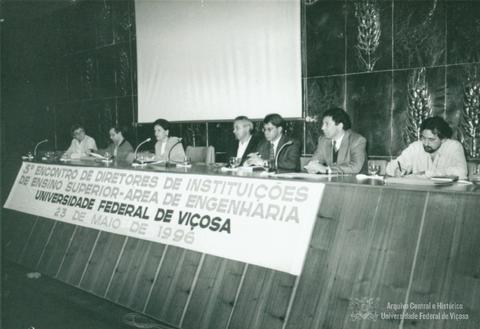 5º ENCONTRO DE DIRETORES DE INSTITUIÇÕES
DE ENSINO SUPERIOR-ÁREA DE ENGENHARIA
UNIVERSIDADE FEDERAL DE VIÇOSA
23 DE MAIO DE 1996
Arquivo Central e Histórico
Universidade Federal de Viçosa